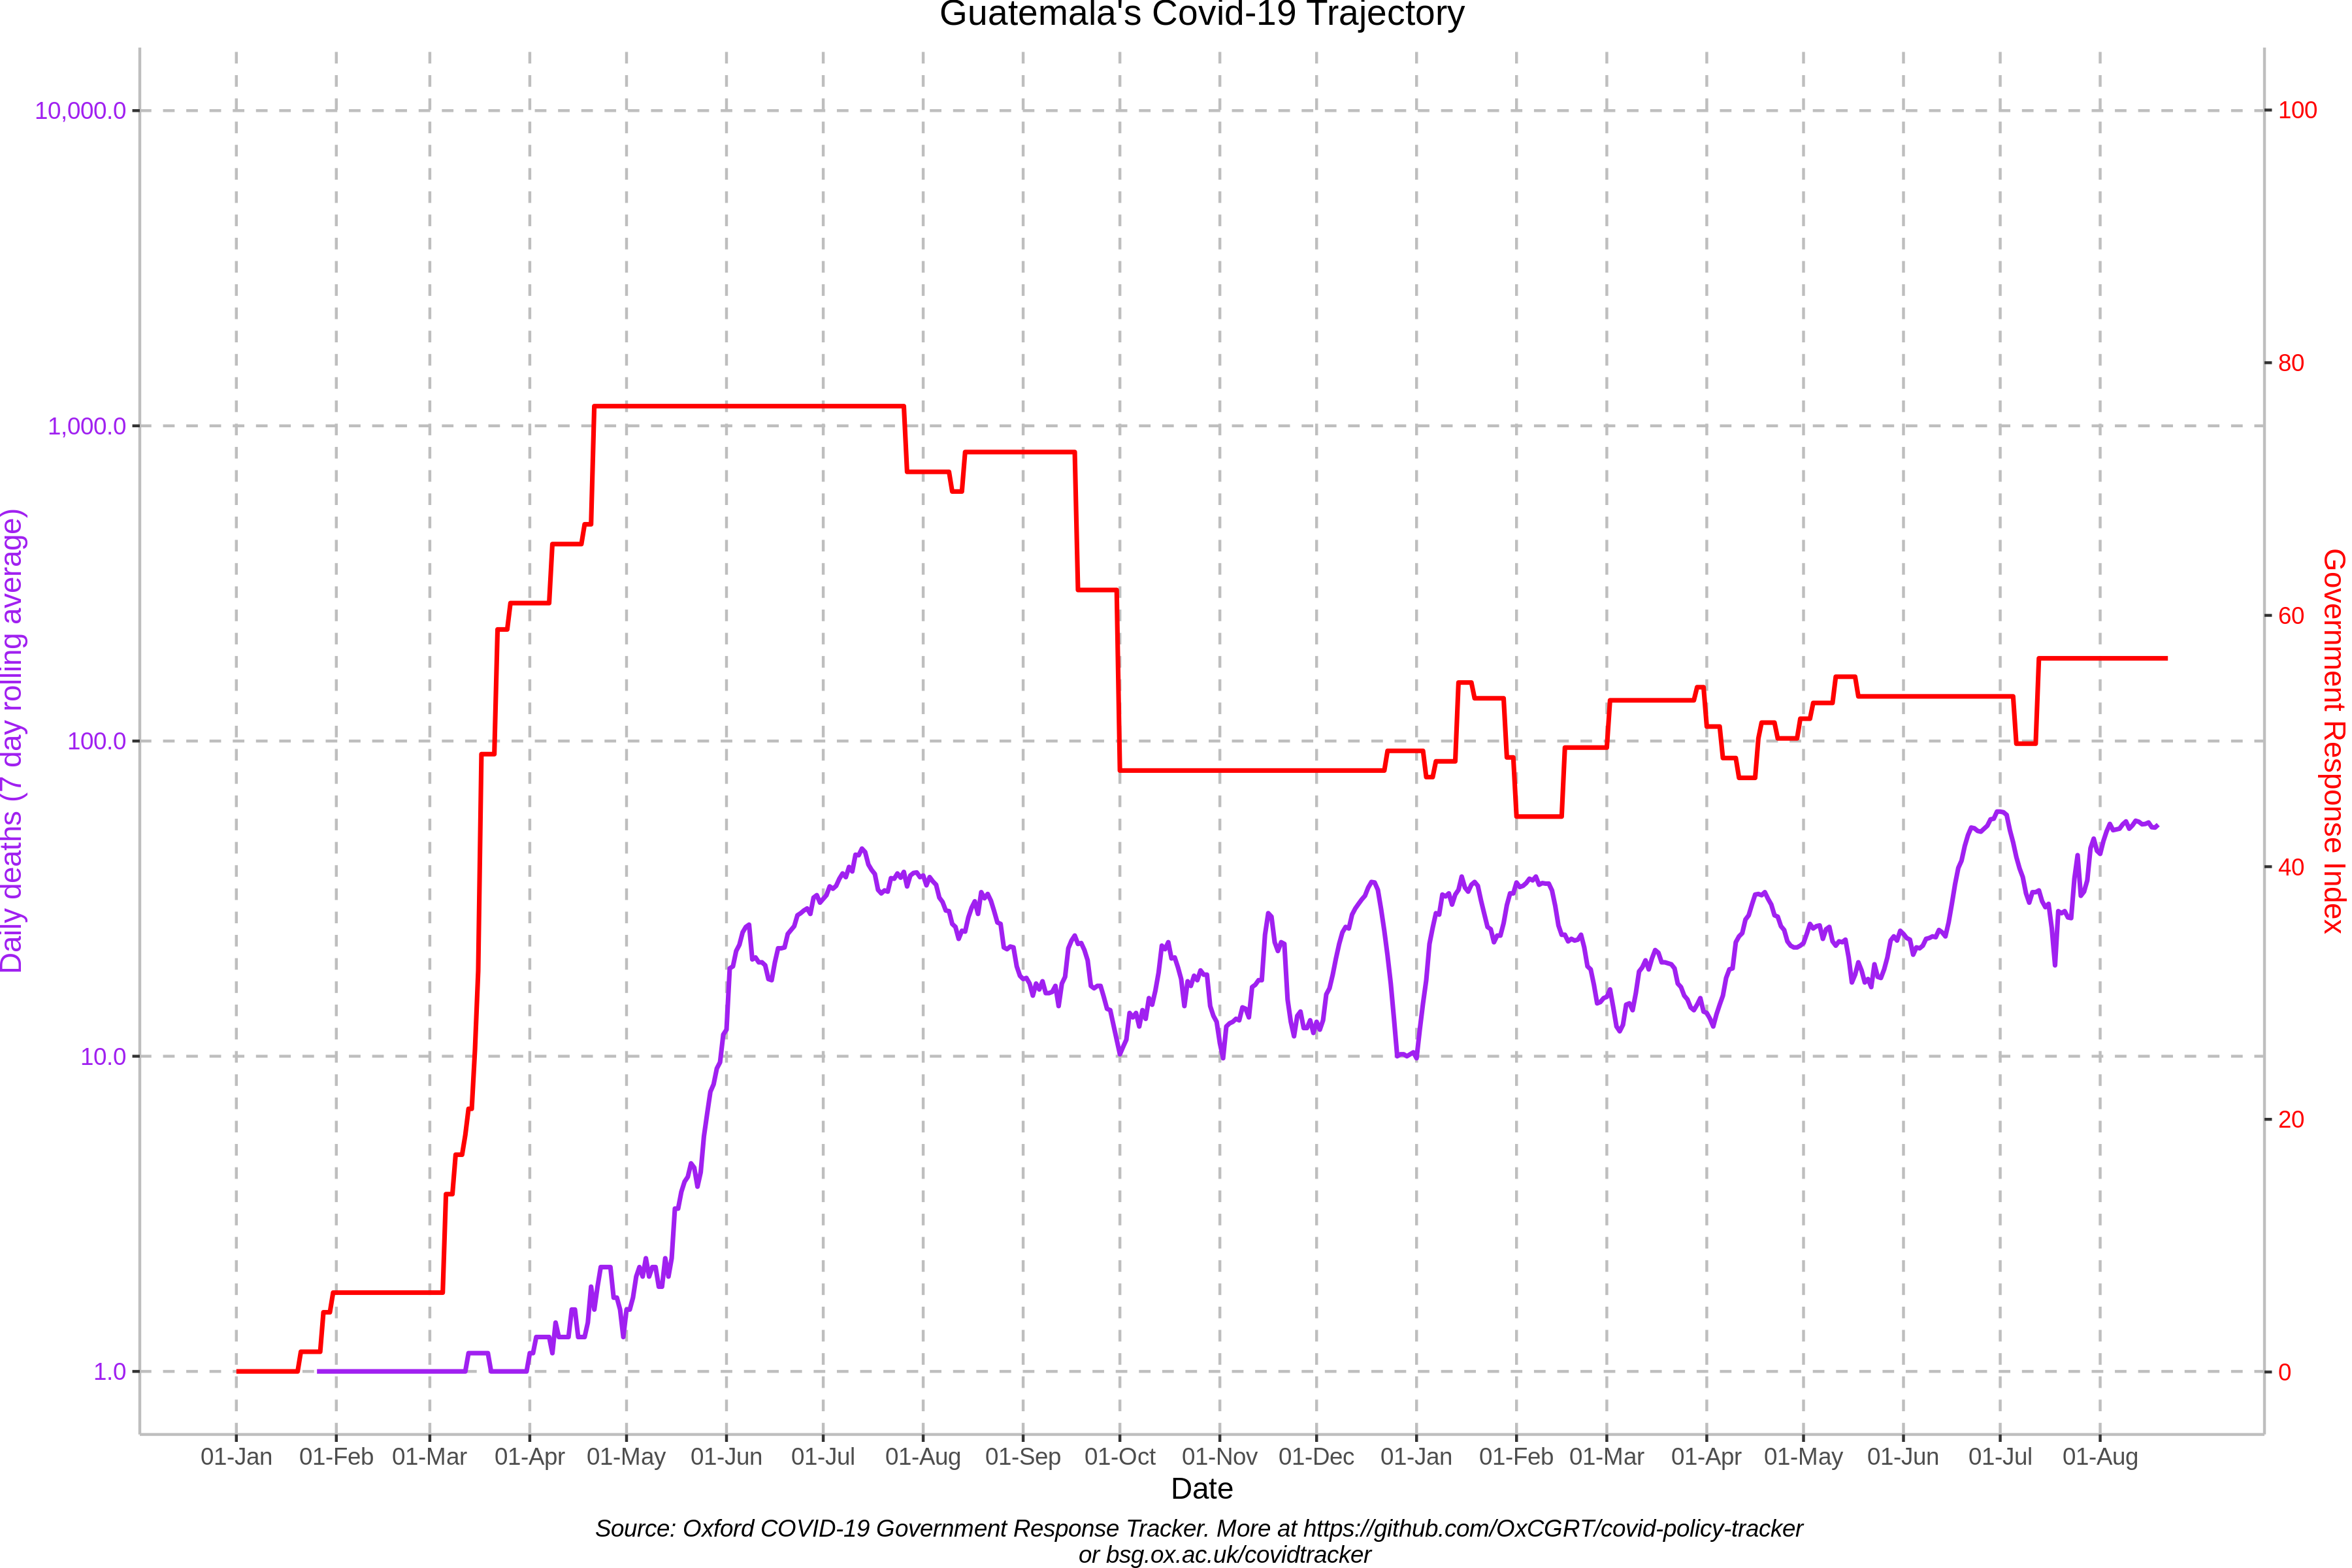 Guatemala's Covid-19 Trajectory
10,000.0
1,000.0
100.0
10.0
1.0
Daily deaths (7 day rolling average)
100
80
60
40
20
0
Government Response Index
01-Jan 01-Feb 01-Mar 01-Apr 01-May 01-Jun 01-Jul 01-Aug 01-Sep 01-Oct 01-Nov 01-Dec 01-Jan 01-Feb 01-Mar 01-Apr 01-May 01-Jun 01-Jul 01-Aug
Date
Source: Oxford COVID-19 Government Response Tracker. More at https://github.com/OxCGRT/covid-policy-tracker
or bsg.ox.ac.uk/covidtracker